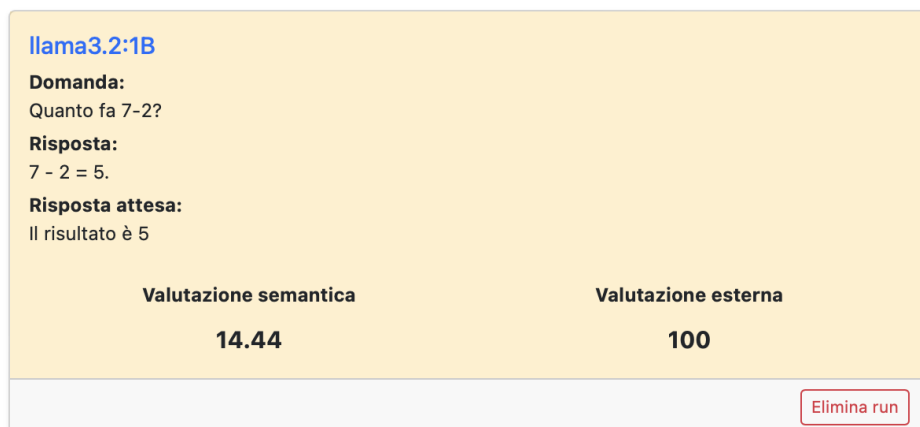 llama3.2:1B
Domanda:
Quanto fa 7-2?
Risposta:
7 - 2 = 5.
Risposta attesa:
Il risultato è 5
Valutazione semantica
Valutazione esterna
14.44
100
Elimina run